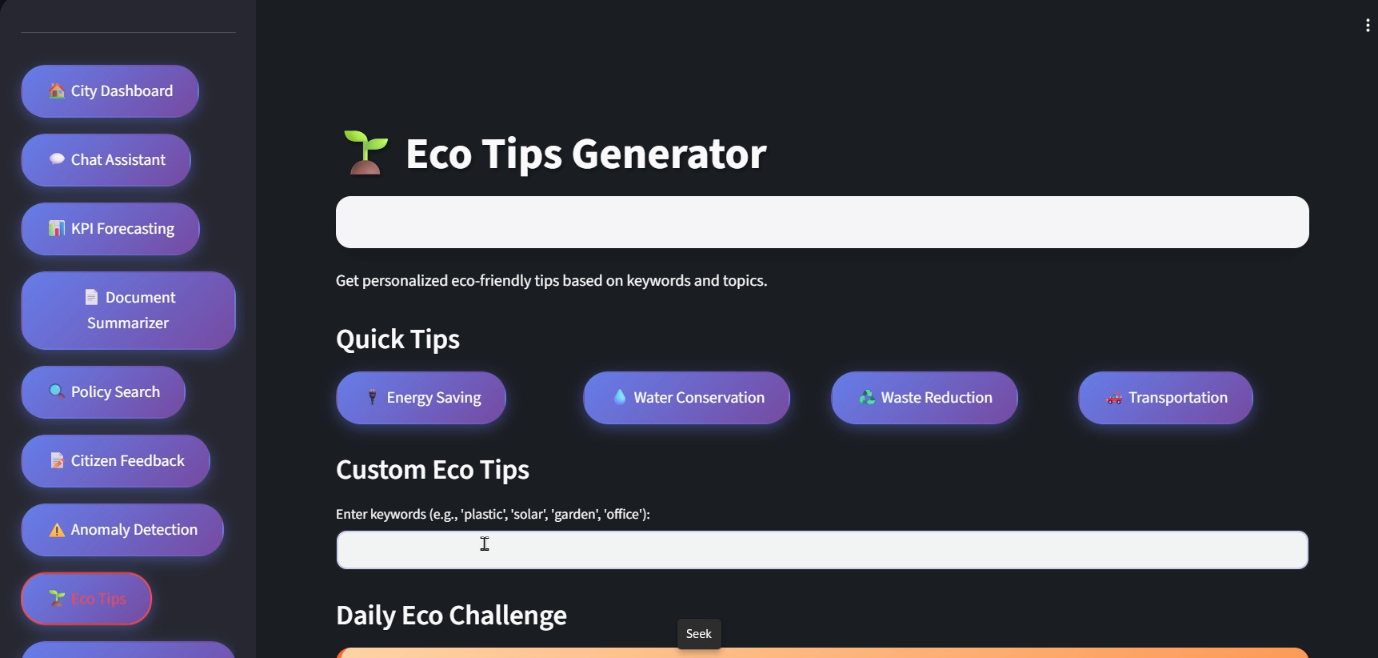 City Dashboard
Chat Assistant
KPI Forecasting
Document
Summarizer
Policy Search
Citizen Feedback
Anomaly Detection
Eco Tips
Eco Tips Generator
Get personalized eco-friendly tips based on keywords and topics.
Quick Tips
Energy Saving
Water Conservation
Waste Reduction
Transportation
Custom Eco Tips
Enter keywords (e.g., 'plastic', 'solar', 'garden', 'office'):
Daily Eco Challenge
Seek